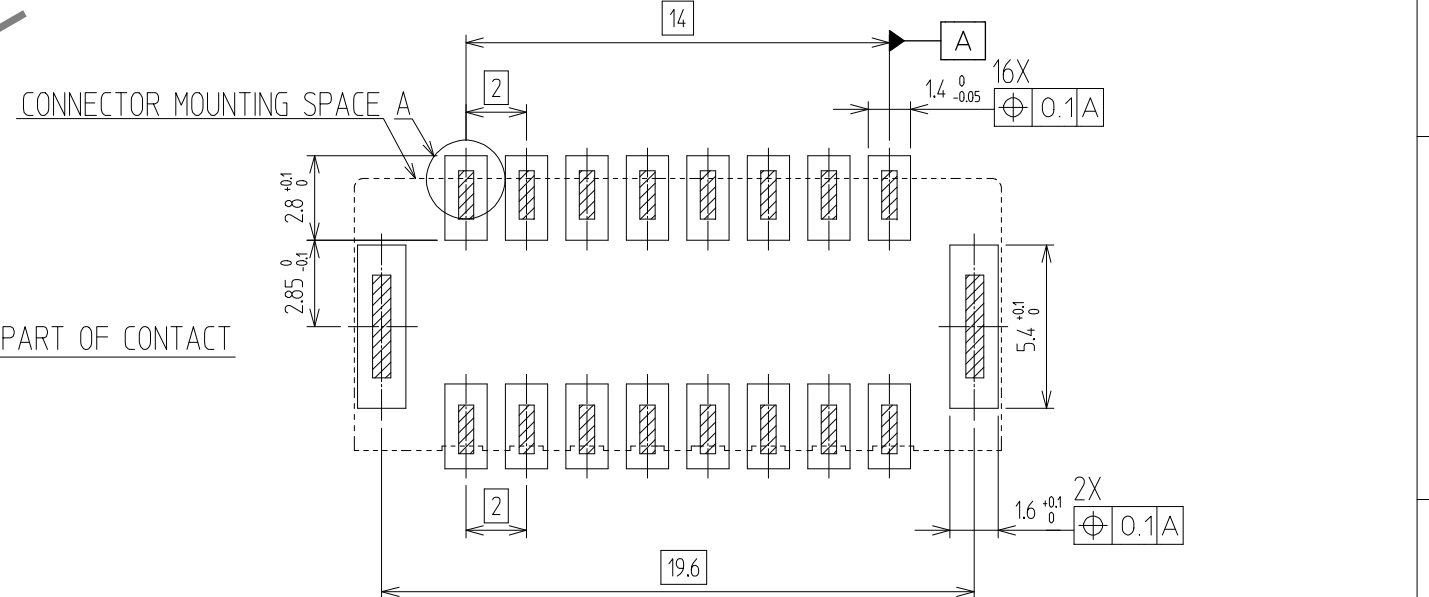 14
A
2
16X
1.4 0 -0.05
⌖ 0.1 A
CONNECTOR MOUNTING SPACE A
2.8 +0.1 0
2.85 0 -0.1
5.4 +0.1 0
PART OF CONTACT
2
2X
1.6 +0.1 0
⌖ 0.1 A
19.6